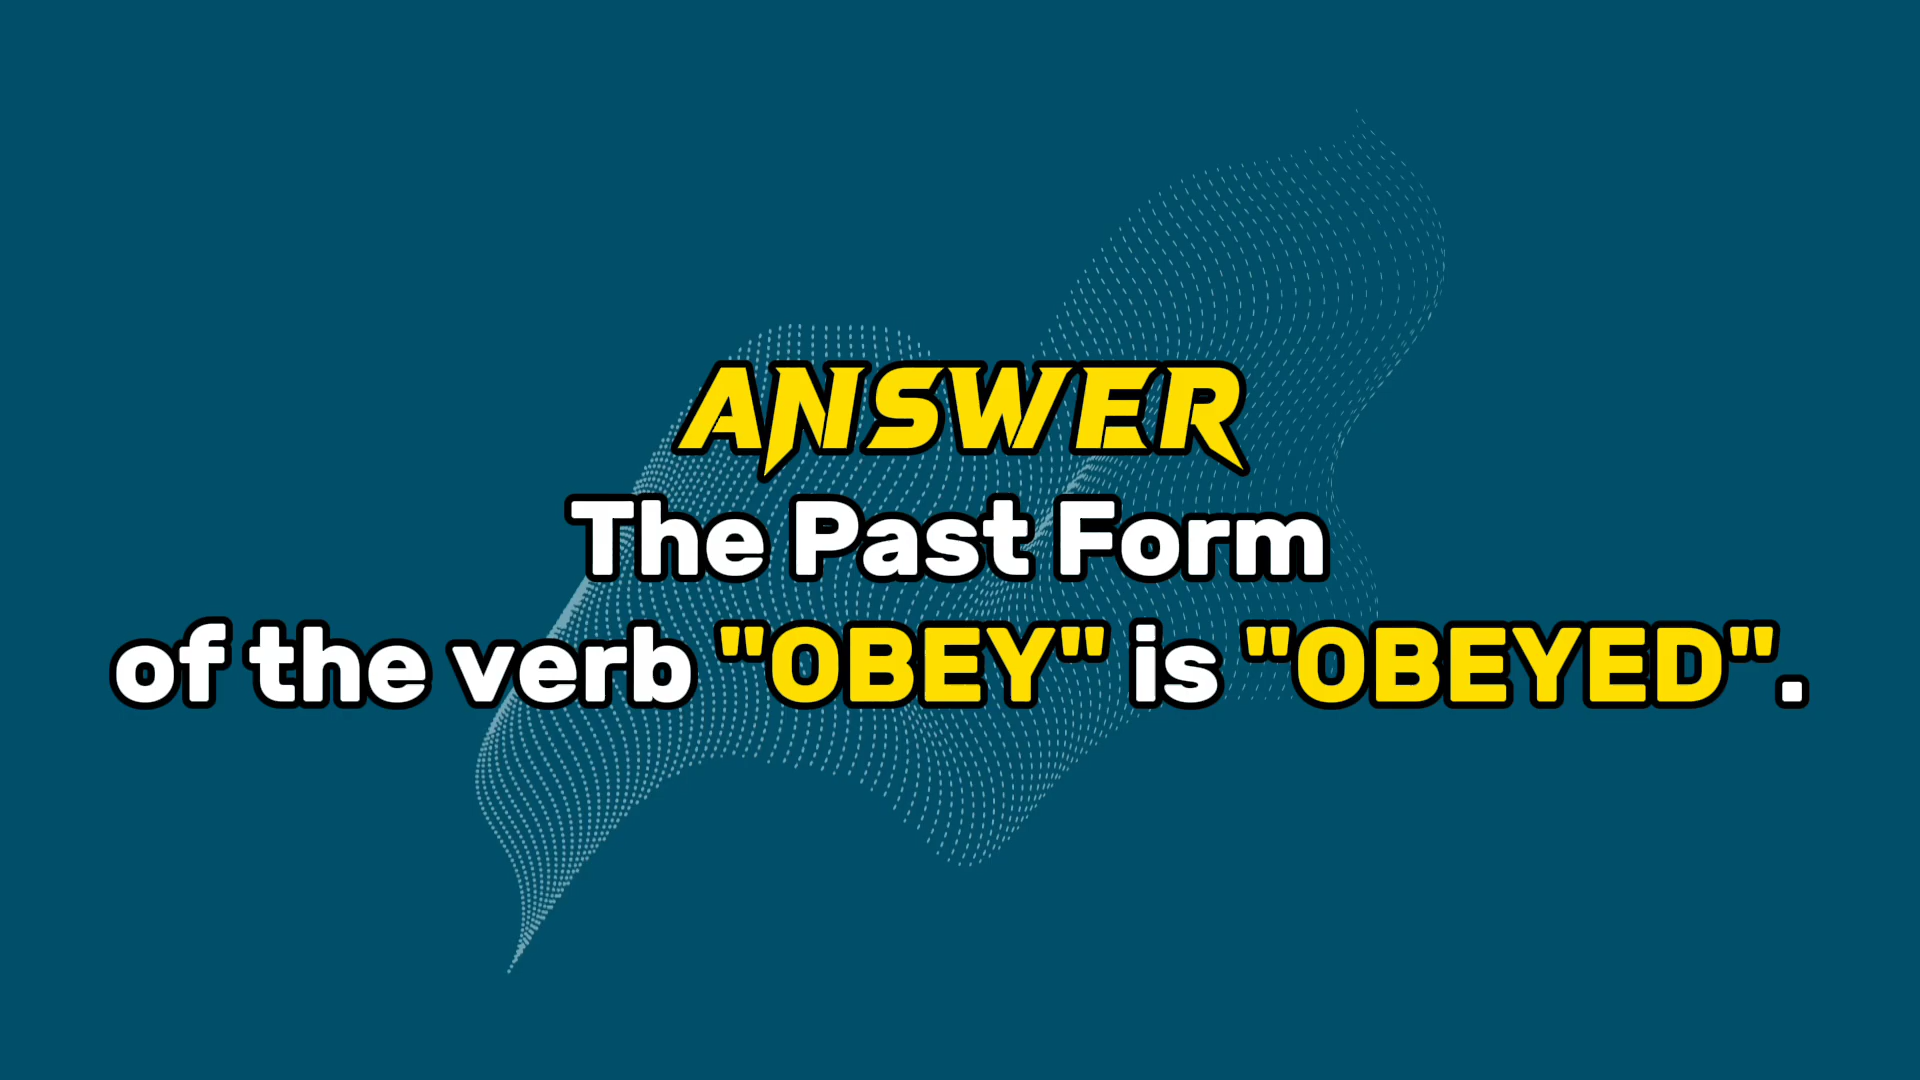 ANSWER
The Past Form
of the verb "OBEY" is "OBEYED".